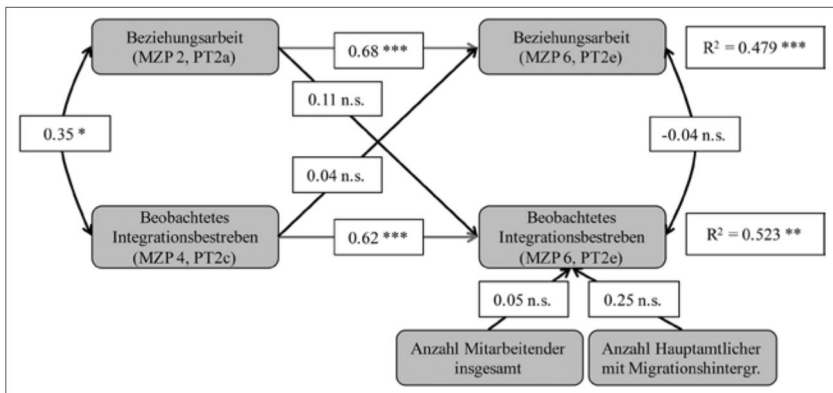 Beziehungsarbeit
(MZP 2, PT2a)
0.68 ***
Beziehungsarbeit
(MZP 6, PT2e)
R² = 0.479 ***
0.11 n.s.
0.35 *
-0.04 n.s.
0.04 n.s.
Beobachtetes
Integrationsbestreben
(MZP 4, PT2c)
0.62 ***
Beobachtetes
Integrationsbestreben
(MZP 6, PT2e)
R² = 0.523 **
0.05 n.s.
0.25 n.s.
Anzahl Mitarbeitender
insgesamt
Anzahl Hauptamtlicher
mit Migrationshintergr.